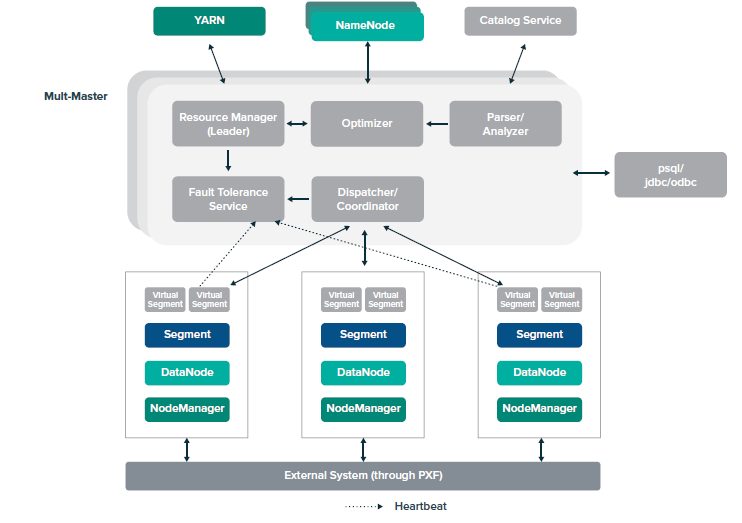 YARN
NameNode
Catalog Service
Mult-Master
Resource Manager
(Leader)
Optimizer
Parser/
Analyzer
psql/
jdbc/odbc
Fault Tolerance
Service
Dispatcher/
Coordinator
Virtual
Segment
Virtual
Segment
Segment
DataNode
NodeManager
Virtual
Segment
Virtual
Segment
Segment
DataNode
NodeManager
Virtual
Segment
Virtual
Segment
Segment
DataNode
NodeManager
External System (through PXF)
Heartbeat